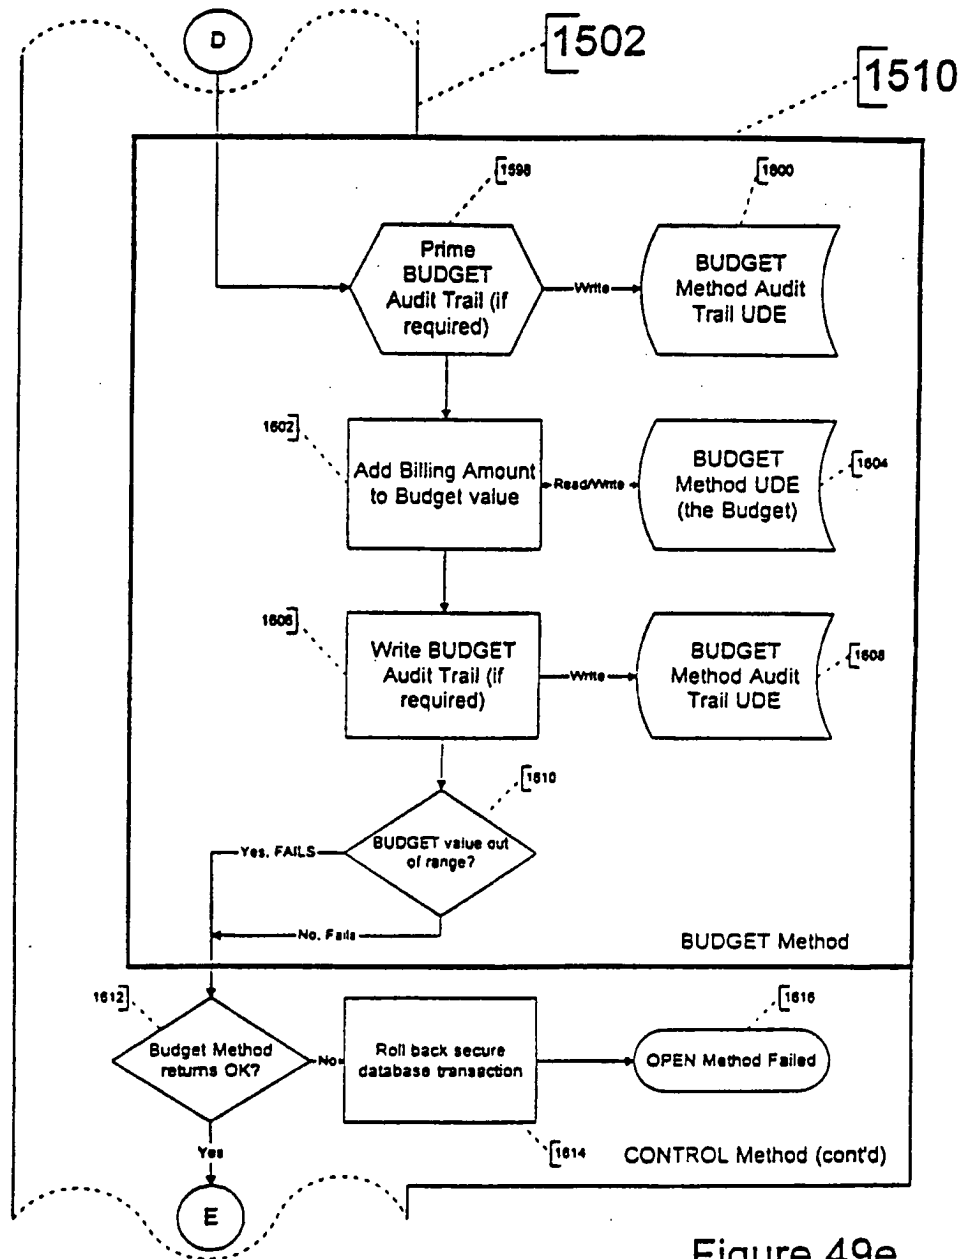 D
1502
1510
1598
1600
Prime
BUDGET
Audit Trail (if
required)
Write
BUDGET
Method Audit
Trail UDE
1602
Add Billing Amount
to Budget value
Read/Write
BUDGET
Method UDE
(the Budget)
1604
1606
Write BUDGET
Audit Trail (if
required)
Write
BUDGET
Method Audit
Trail UDE
1608
1610
BUDGET value out
of range?
Yes, FAILS
No, Fails
BUDGET Method
1612
Budget Method
returns OK?
No
Roll back secure
database transaction
1616
OPEN Method Failed
1614
Yes
CONTROL Method (cont'd)
E
Figure 49e